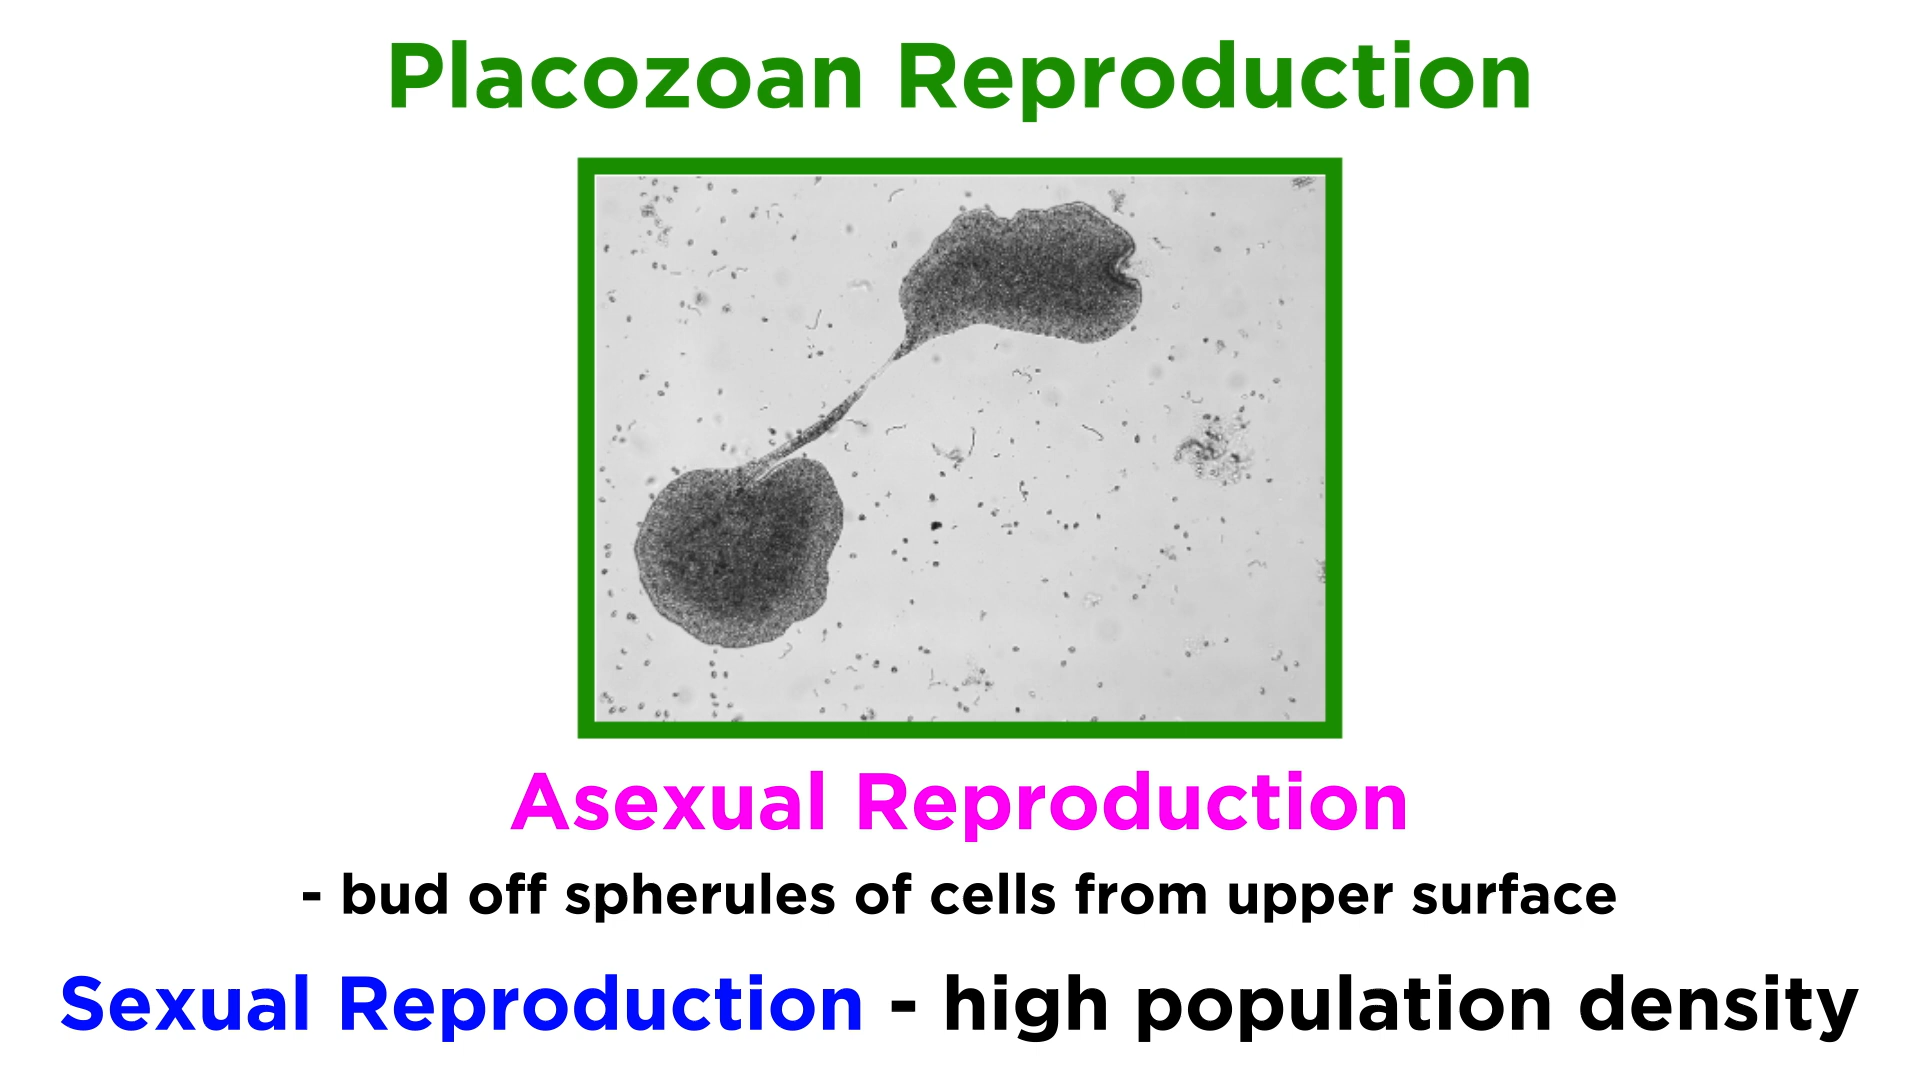 Placozoan Reproduction
Asexual Reproduction
- bud off spherules of cells from upper surface
Sexual Reproduction - high population density